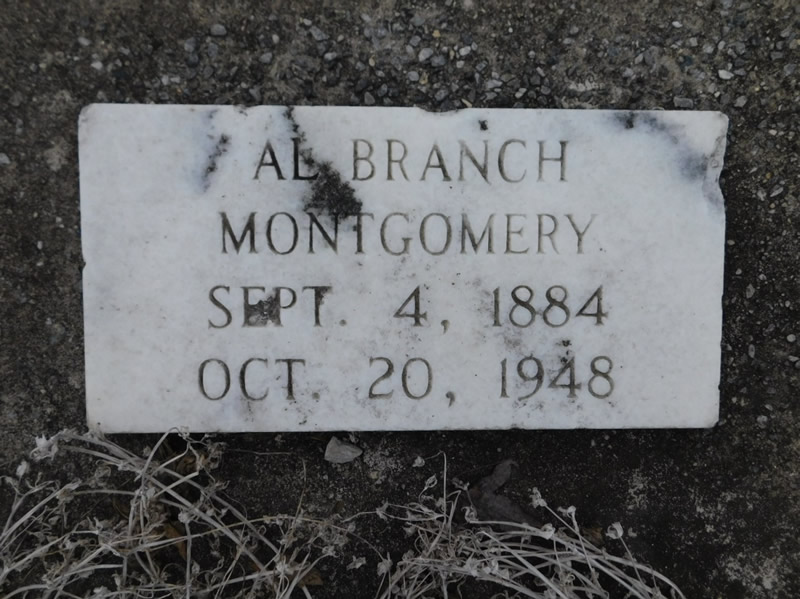 AL BRANCH
MONTGOMERY
SEPT. 4, 1884
OCT. 20, 1948